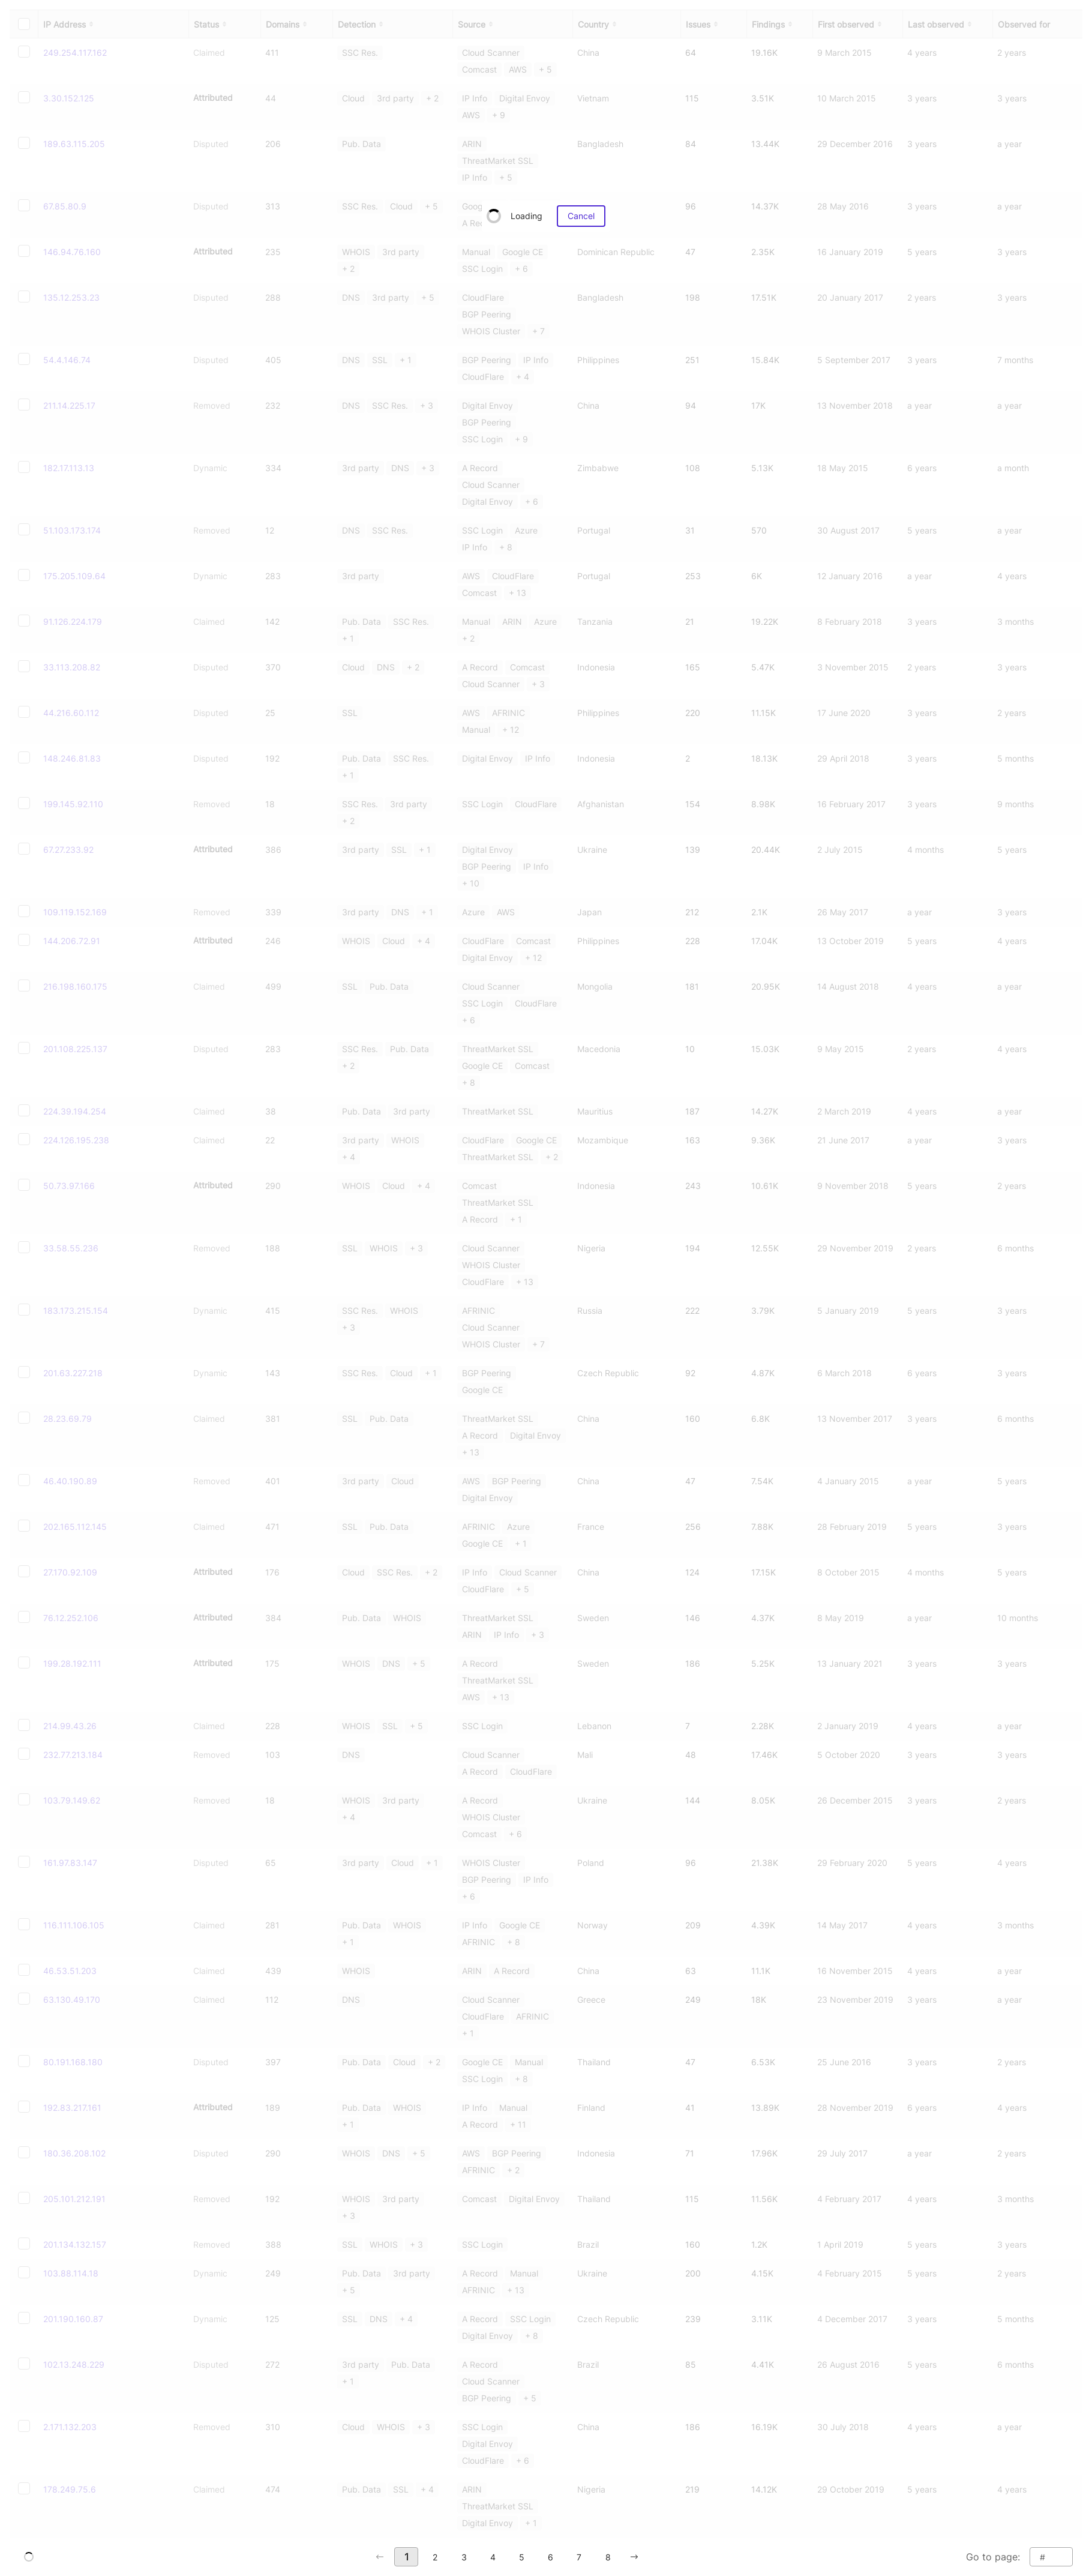 IP Address Status Domains Detection Source Country Issues Findings First observed Last observed Observed for
249.254.117.162 Claimed 411 SSC Res. Cloud Scanner China 64 19.16K 9 March 2015 4 years 2 years
Comcast AWS + 5
3.30.152.125 Attributed 44 Cloud 3rd party + 2 IP Info Digital Envoy Vietnam 115 3.51K 10 March 2015 3 years 3 years
AWS + 9
189.63.115.205 Disputed 206 Pub. Data ARIN Bangladesh 84 13.44K 29 December 2016 3 years a year
ThreatMarket SSL
IP Info + 5
67.85.80.9 Disputed 313 SSC Res. Cloud + 5 Goog Loading Cancel 96 14.37K 28 May 2016 3 years a year
A Rec
146.94.76.160 Attributed 235 WHOIS 3rd party Manual Google CE Dominican Republic 47 2.35K 16 January 2019 5 years 3 years
+ 2 SSC Login + 6
135.12.253.23 Disputed 288 DNS 3rd party + 5 CloudFlare Bangladesh 198 17.51K 20 January 2017 2 years 3 years
BGP Peering
WHOIS Cluster + 7
54.4.146.74 Disputed 405 DNS SSL + 1 BGP Peering IP Info Philippines 251 15.84K 5 September 2017 3 years 7 months
CloudFlare + 4
211.14.225.17 Removed 232 DNS SSC Res. + 3 Digital Envoy China 94 17K 13 November 2018 a year a year
BGP Peering
SSC Login + 9
182.17.113.13 Dynamic 334 3rd party DNS + 3 A Record Zimbabwe 108 5.13K 18 May 2015 6 years a month
Cloud Scanner
Digital Envoy + 6
51.103.173.174 Removed 12 DNS SSC Res. SSC Login Azure Portugal 31 570 30 August 2017 5 years a year
IP Info + 8
175.205.109.64 Dynamic 283 3rd party AWS CloudFlare Portugal 253 6K 12 January 2016 a year 4 years
Comcast + 13
91.126.224.179 Claimed 142 Pub. Data SSC Res. Manual ARIN Azure Tanzania 21 19.22K 8 February 2018 3 years 3 months
+ 1 + 2
33.113.208.82 Disputed 370 Cloud DNS + 2 A Record Comcast Indonesia 165 5.47K 3 November 2015 2 years 3 years
Cloud Scanner + 3
44.216.60.112 Disputed 25 SSL AWS AFRINIC Philippines 220 11.15K 17 June 2020 3 years 2 years
Manual + 12
148.246.81.63 Disputed 192 Pub. Data SSC Res. Digital Envoy IP Info Indonesia 2 18.13K 29 April 2018 3 years 5 months
+ 1
199.145.92.110 Removed 18 SSC Res. 3rd party SSC Login CloudFlare Afghanistan 154 8.98K 16 February 2017 3 years 9 months
+ 2
67.27.233.92 Attributed 386 3rd party SSL + 1 Digital Envoy Ukraine 139 20.44K 2 July 2015 4 months 5 years
BGP Peering IP Info
+ 10
109.119.152.169 Removed 339 3rd party DNS + 1 Azure AWS Japan 212 2.1K 26 May 2017 a year 3 years
144.206.72.91 Attributed 246 WHOIS Cloud + 4 CloudFlare Comcast Philippines 228 17.04K 13 October 2019 5 years 4 years
Digital Envoy + 12
216.198.160.175 Claimed 499 SSL Pub. Data Cloud Scanner Mongolia 181 20.95K 14 August 2018 4 years a year
SSC Login CloudFlare
+ 6
201.108.225.137 Disputed 283 SSC Res. Pub. Data ThreatMarket SSL Macedonia 10 15.03K 9 May 2015 2 years 4 years
+ 2 Google CE Comcast
+ 8
224.39.194.254 Claimed 38 Pub. Data 3rd party ThreatMarket SSL Mauritius 187 14.27K 2 March 2019 4 years a year
224.126.195.238 Claimed 22 3rd party WHOIS CloudFlare Google CE Mozambique 163 9.36K 21 June 2017 a year 3 years
+ 4 ThreatMarket SSL + 2
50.73.97.166 Attributed 290 WHOIS Cloud + 4 Comcast Indonesia 243 10.61K 9 November 2018 5 years 2 years
ThreatMarket SSL
A Record + 1
33.58.55.236 Removed 188 SSL WHOIS + 3 Cloud Scanner Nigeria 194 12.55K 29 November 2019 2 years 6 months
WHOIS Cluster
CloudFlare + 13
183.173.215.154 Dynamic 415 SSC Res. WHOIS AFRINIC Russia 222 3.79K 5 January 2019 5 years 3 years
+ 3 Cloud Scanner
WHOIS Cluster + 7
201.63.227.218 Dynamic 143 SSC Res. Cloud + 1 BGP Peering Czech Republic 92 4.87K 6 March 2018 6 years 3 years
Google CE
28.23.69.79 Claimed 381 SSL Pub. Data ThreatMarket SSL China 160 6.8K 13 November 2017 3 years 6 months
A Record Digital Envoy
+ 13
46.40.190.89 Removed 401 3rd party Cloud AWS BGP Peering China 47 7.54K 4 January 2015 a year 5 years
Digital Envoy
202.165.112.145 Claimed 471 SSL Pub. Data AFRINIC Azure France 256 7.88K 28 February 2019 5 years 3 years
Google CE + 1
27.170.92.109 Attributed 176 Cloud SSC Res. + 2 IP Info Cloud Scanner China 124 17.15K 8 October 2015 4 months 5 years
CloudFlare + 5
76.12.252.106 Attributed 384 Pub. Data WHOIS ThreatMarket SSL Sweden 146 4.37K 8 May 2019 a year 10 months
ARIN IP Info + 3
199.28.192.111 Attributed 175 WHOIS DNS + 5 A Record Sweden 186 5.25K 13 January 2021 3 years 3 years
ThreatMarket SSL
AWS + 13
214.99.43.26 Claimed 228 WHOIS SSL + 5 SSC Login Lebanon 7 2.28K 2 January 2019 4 years a year
232.77.213.184 Removed 103 DNS Cloud Scanner Mali 48 17.46K 5 October 2020 3 years 3 years
A Record CloudFlare
103.79.149.62 Removed 18 WHOIS 3rd party A Record Ukraine 144 8.05K 26 December 2015 3 years 2 years
+ 4 WHOIS Cluster
Comcast + 6
161.97.83.147 Disputed 65 3rd party Cloud + 1 WHOIS Cluster Poland 96 21.38K 29 February 2020 5 years 4 years
BGP Peering IP Info
+ 6
116.111.106.105 Claimed 281 Pub. Data WHOIS IP Info Google CE Norway 209 4.39K 14 May 2017 4 years 3 months
+ 1 AFRINIC + 8
46.53.51.203 Claimed 439 WHOIS ARIN A Record China 63 11.1K 16 November 2015 4 years a year
63.130.49.170 Claimed 112 DNS Cloud Scanner Greece 249 18K 23 November 2019 3 years a year
CloudFlare AFRINIC
+ 1
80.191.168.180 Disputed 397 Pub. Data Cloud + 2 Google CE Manual Thailand 47 6.53K 25 June 2016 3 years 2 years
SSC Login + 8
192.83.217.161 Attributed 189 Pub. Data WHOIS IP Info Manual Finland 41 13.89K 28 November 2019 6 years 4 years
+ 1 A Record + 11
180.36.208.102 Disputed 290 WHOIS DNS + 5 AWS BGP Peering Indonesia 71 17.96K 29 July 2017 a year 2 years
AFRINIC + 2
205.101.212.191 Removed 192 WHOIS 3rd party Comcast Digital Envoy Thailand 115 11.56K 4 February 2017 4 years 3 months
+ 3
201.134.132.157 Removed 388 SSL WHOIS + 3 SSC Login Brazil 160 1.2K 1 April 2019 5 years 3 years
103.88.114.18 Dynamic 249 Pub. Data 3rd party A Record Manual Ukraine 200 4.15K 4 February 2015 5 years 2 years
+ 5 AFRINIC + 13
201.190.160.87 Dynamic 125 SSL DNS + 4 A Record SSC Login Czech Republic 239 3.11K 4 December 2017 3 years 5 months
Digital Envoy + 8
102.13.248.229 Disputed 272 3rd party Pub. Data A Record Brazil 85 4.41K 26 August 2016 5 years 6 months
+ 1 Cloud Scanner
BGP Peering + 5
2.171.132.203 Removed 310 Cloud WHOIS + 3 SSC Login China 186 16.19K 30 July 2018 4 years a year
Digital Envoy
CloudFlare + 6
178.249.75.6 Claimed 474 Pub. Data SSL + 4 ARIN Nigeria 219 14.12K 29 October 2019 5 years 4 years
ThreatMarket SSL
Digital Envoy + 1
← 1 2 3 4 5 6 7 8 → Go to page: #